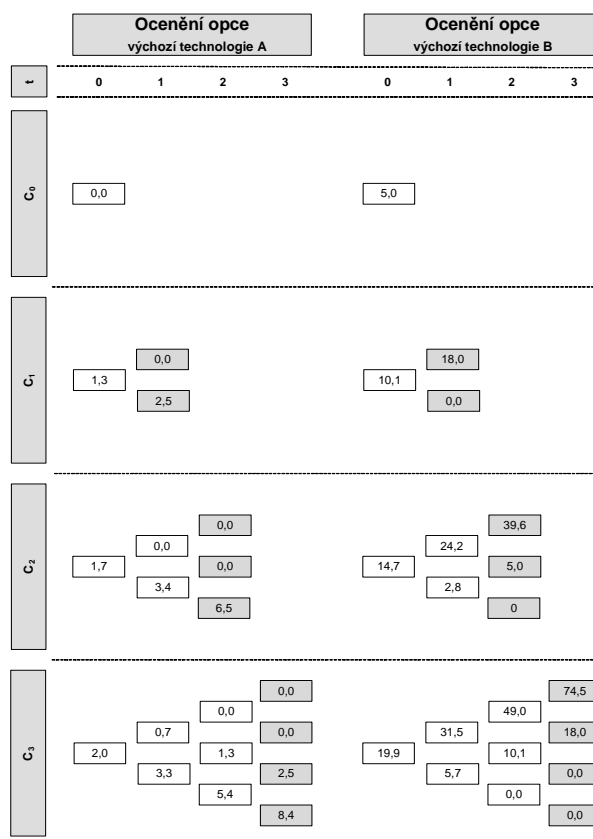 Ocenění opce Ocenění opce
výchozí technologie A výchozí technologie B
t 0 1 2 3 0 1 2 3
C0
0,0 5,0
C1
0,0 18,0
1,3 10,1
2,5 0,0
C2
0,0 39,6
0,0 24,2
1,7 0,0 14,7 5,0
3,4 2,8
6,5 0
C3
0,0 74,5
0,0 49,0
0,7 0,0 31,5 18,0
2,0 1,3 19,9 10,1
3,3 2,5 5,7 0,0
5,4 0,0
8,4 0,0